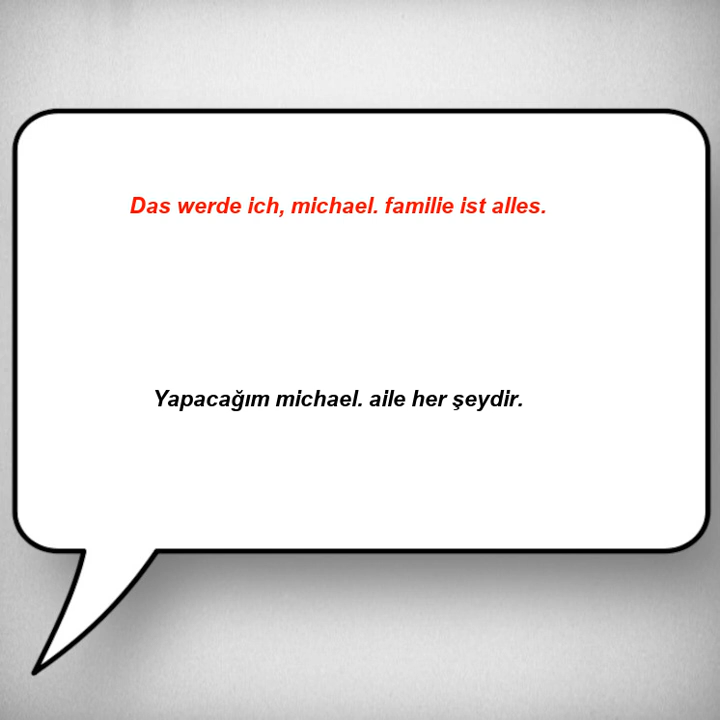 Das werde ich, michael. familie ist alles.
Yapacağım michael. aile her şeydir.